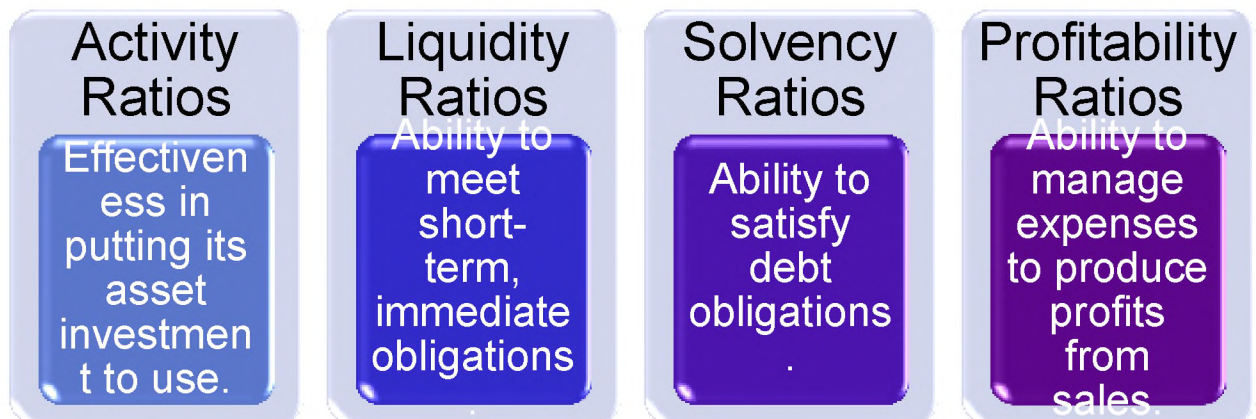 Activity
Ratios
Effectiven
ess in
putting its
asset
investmen
t to use.
Liquidity
Ratios
Ability to
meet
short-
term,
immediate
obligations
.
Solvency
Ratios
Ability to
satisfy
debt
obligations
.
Profitability
Ratios
Ability to
manage
expenses
to produce
profits
from
sales.